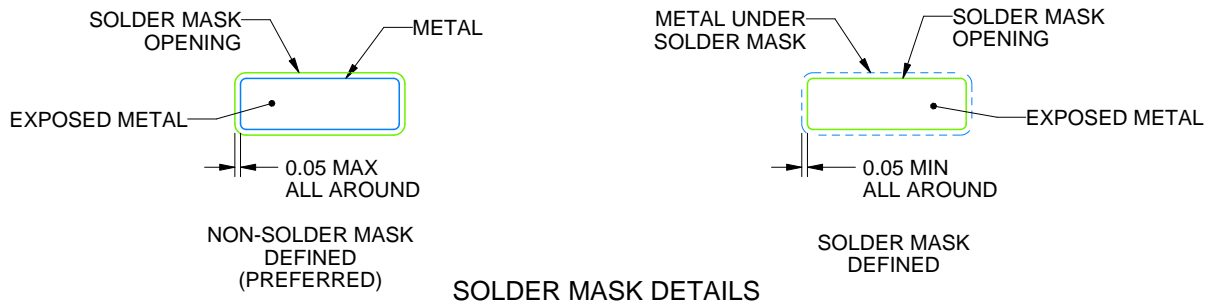 SOLDER MASK
OPENING
METAL
EXPOSED METAL
0.05 MAX
ALL AROUND
NON-SOLDER MASK
DEFINED
(PREFERRED)
METAL UNDER
SOLDER MASK
SOLDER MASK
OPENING
EXPOSED METAL
0.05 MIN
ALL AROUND
SOLDER MASK
DEFINED
SOLDER MASK DETAILS